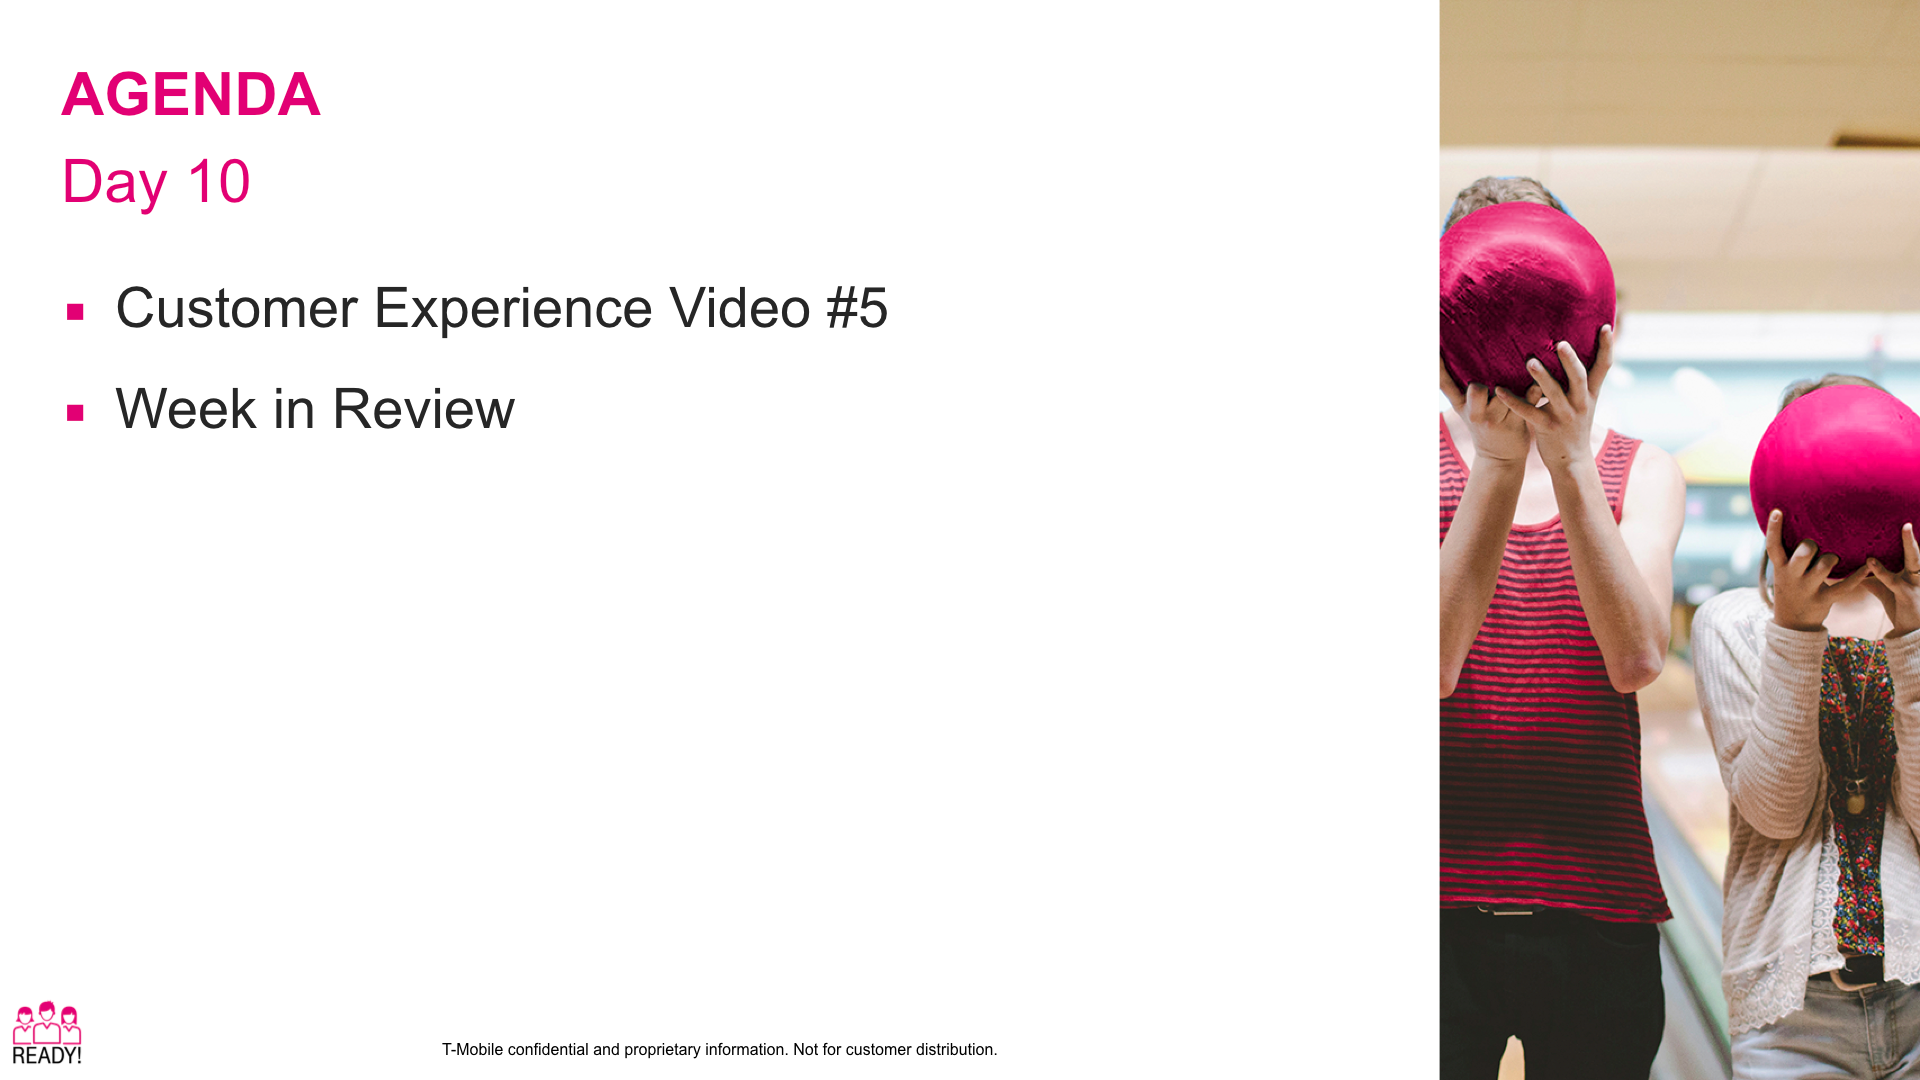 AGENDA
Day 10
Customer Experience Video #5
Week in Review
READY!
T-Mobile confidential and proprietary information. Not for customer distribution.